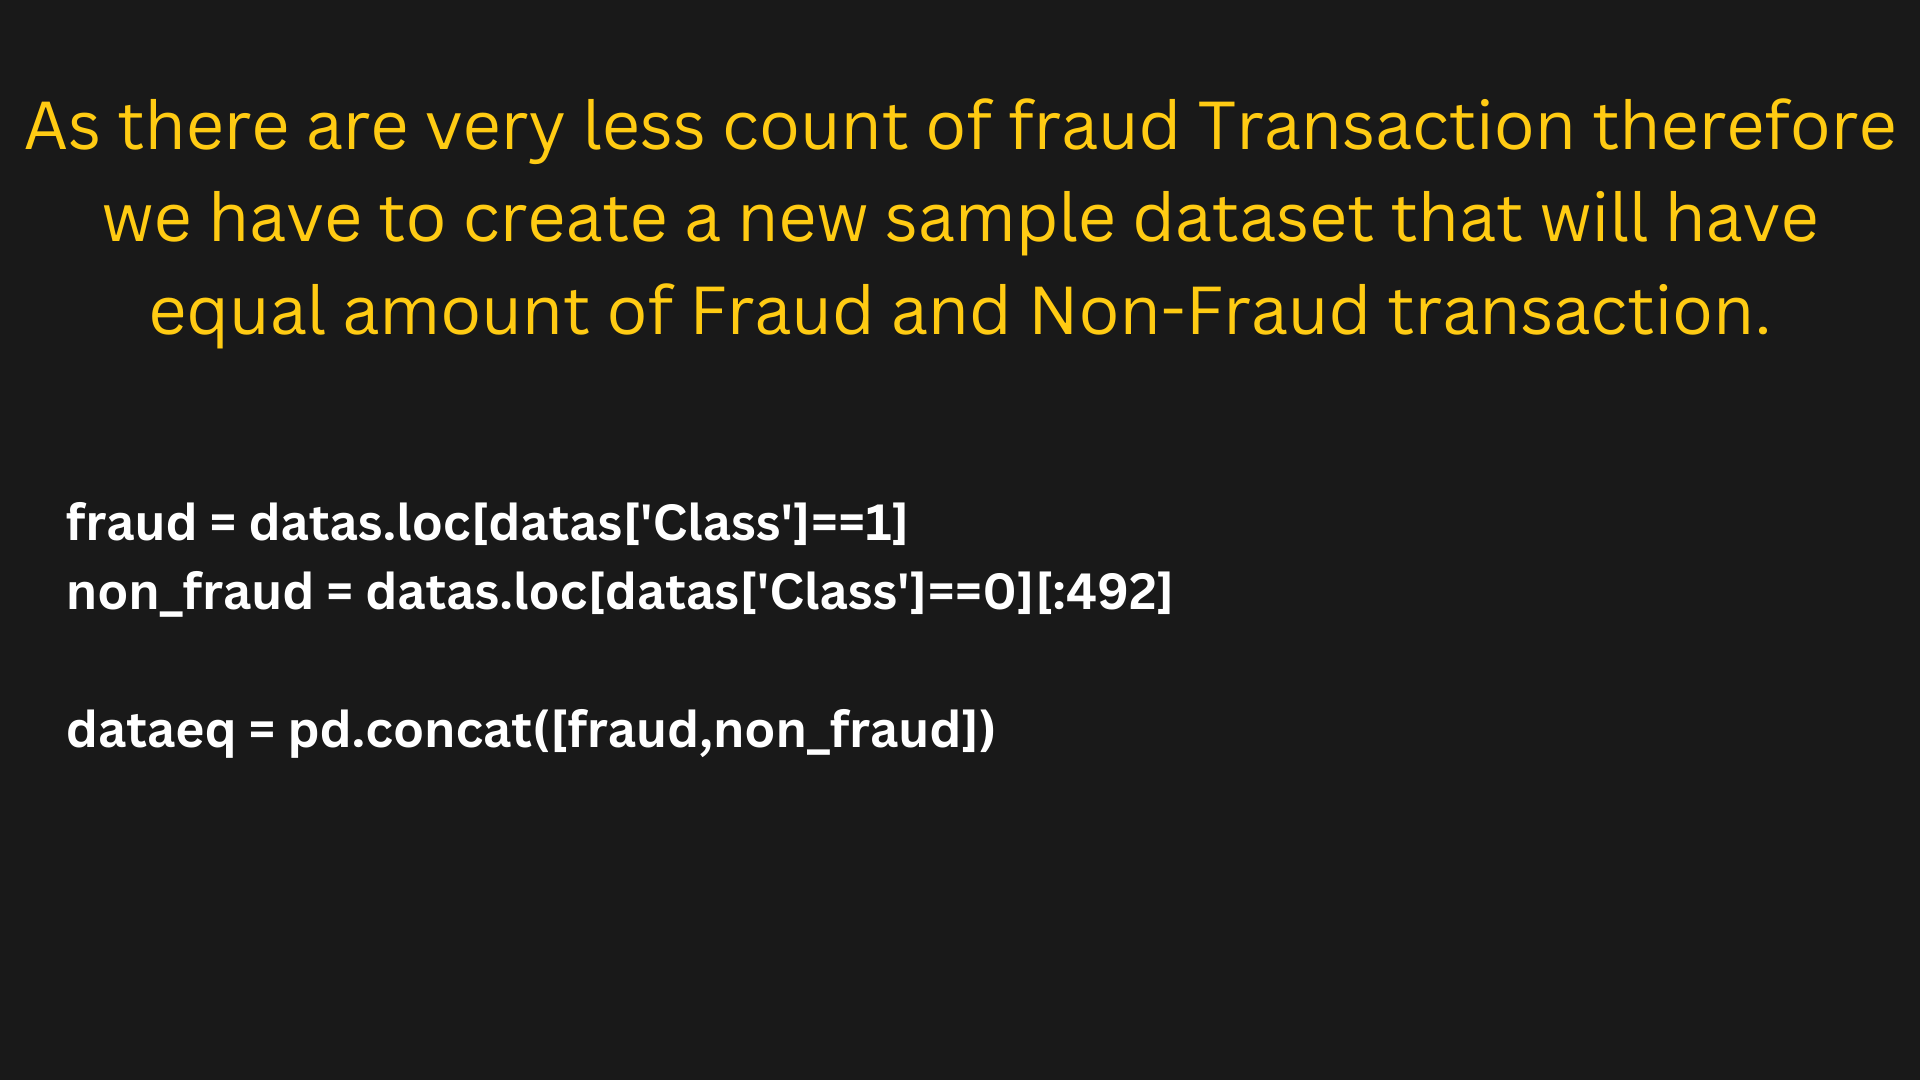 As there are very less count of fraud Transaction therefore
we have to create a new sample dataset that will have
equal amount of Fraud and Non-Fraud transaction.
fraud = datas.loc[datas['Class']==1]
non_fraud = datas.loc[datas['Class']==0][:492]
dataeq = pd.concat([fraud,non_fraud])